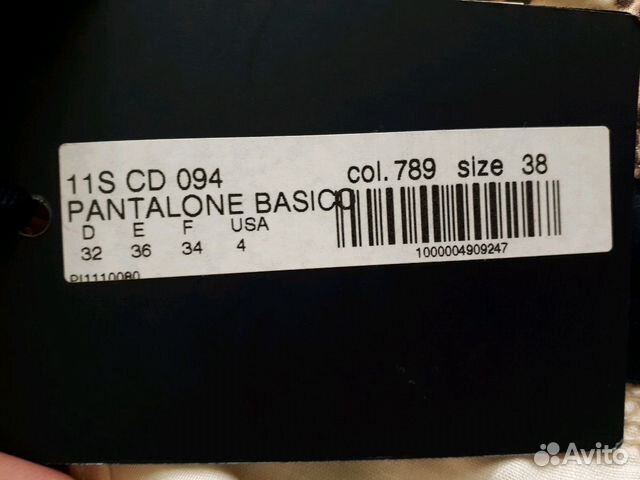 11S CD 094 col.789 size 38
PANTALONE BASICO
D E F USA
32 36 34 4
1000004909247
PI1110080
Avito